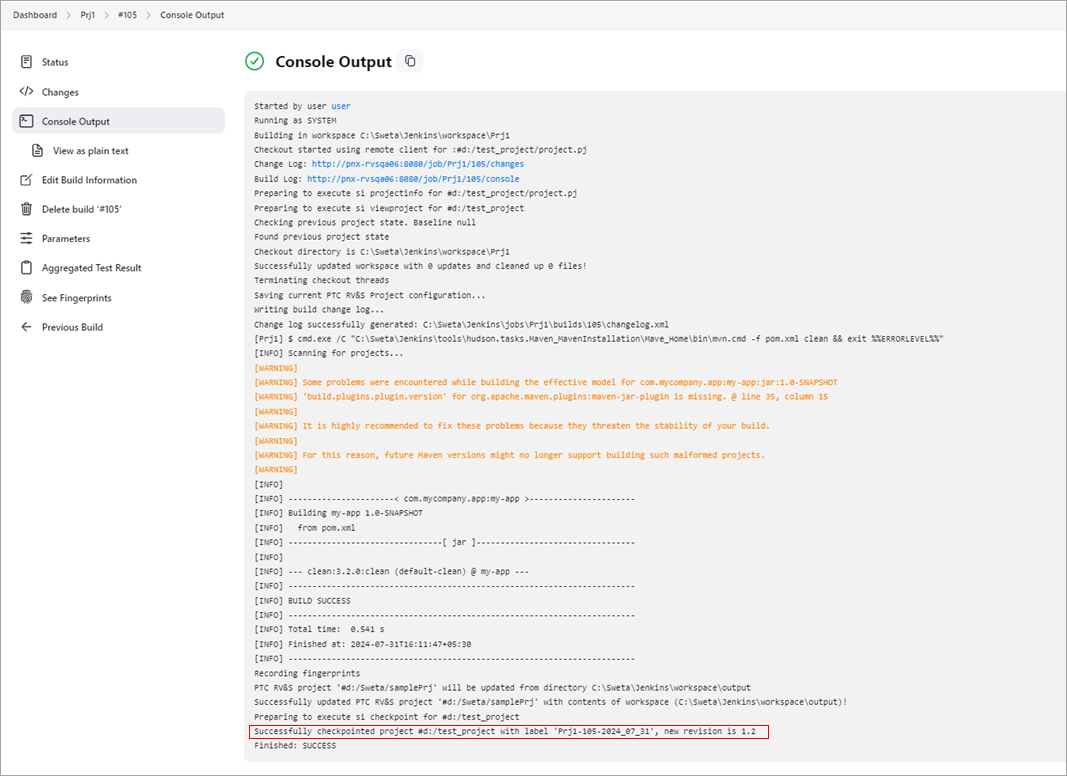 Dashboard > Prj1 > #105 > Console Output
Status
Changes
Console Output
View as plain text
Edit Build Information
Delete build ‘#105’
Parameters
Aggregated Test Result
See Fingerprints
Previous Build
Console Output
Started by user user
Running as SYSTEM
Building in workspace C:\Sweta\Jenkins\workspace\Prj1
Checkout started using remote client for :#d:/test_project/project.pj
Change Log: http://pnx-rvsqa06:8080/job/Prj1/105/changes
Build Log: http://pnx-rvsqa06:8080/job/Prj1/105/console
Preparing to execute si projectinfo for #d:/test_project/project.pj
Preparing to execute si viewproject for #d:/test_project
Checking previous project state. Baseline null
Found previous project state
Checkout directory is C:\Sweta\Jenkins\workspace\Prj1
Successfully updated workspace with 0 updates and cleaned up 0 files!
Terminating checkout threads
Saving current PTC RV&S Project configuration...
Writing build change log...
Change log successfully generated: C:\Sweta\Jenkins\jobs\Prj1\builds\105\changelog.xml
[Prj1] $ cmd.exe /C "C:\Sweta\Jenkins\tools\hudson.tasks.Maven_MavenInstallation\Mave_Home\bin\mvn.cmd -f pom.xml clean && exit %%ERRORLEVEL%%"
[INFO] Scanning for projects...
[WARNING]
[WARNING] Some problems were encountered while building the effective model for com.mycompany.app:my-app:jar:1.0-SNAPSHOT
[WARNING] 'build.plugins.plugin.version' for org.apache.maven.plugins:maven-jar-plugin is missing. @ line 35, column 15
[WARNING]
[WARNING] It is highly recommended to fix these problems because they threaten the stability of your build.
[WARNING]
[WARNING] For this reason, future Maven versions might no longer support building such malformed projects.
[WARNING]
[INFO]
[INFO] ----------------------< com.mycompany.app:my-app >----------------------
[INFO] Building my-app 1.0-SNAPSHOT
[INFO]   from pom.xml
[INFO] --------------------------------[ jar ]---------------------------------
[INFO]
[INFO] --- clean:3.2.0:clean (default-clean) @ my-app ---
[INFO] ------------------------------------------------------------------------
[INFO] BUILD SUCCESS
[INFO] ------------------------------------------------------------------------
[INFO] Total time:  0.541 s
[INFO] Finished at: 2024-07-31T16:11:47+05:30
[INFO] ------------------------------------------------------------------------
Recording fingerprints
PTC RV&S project '#d:/Sweta/samplePrj' will be updated from directory C:\Sweta\Jenkins\workspace\output
Successfully updated PTC RV&S project '#d:/Sweta/samplePrj' with contents of workspace (C:\Sweta\Jenkins\workspace\output)!
Preparing to execute si checkpoint for #d:/test_project
Successfully checkpointed project #d:/test_project with label 'Prj1-105-2024_07_31', new revision is 1.2
Finished: SUCCESS